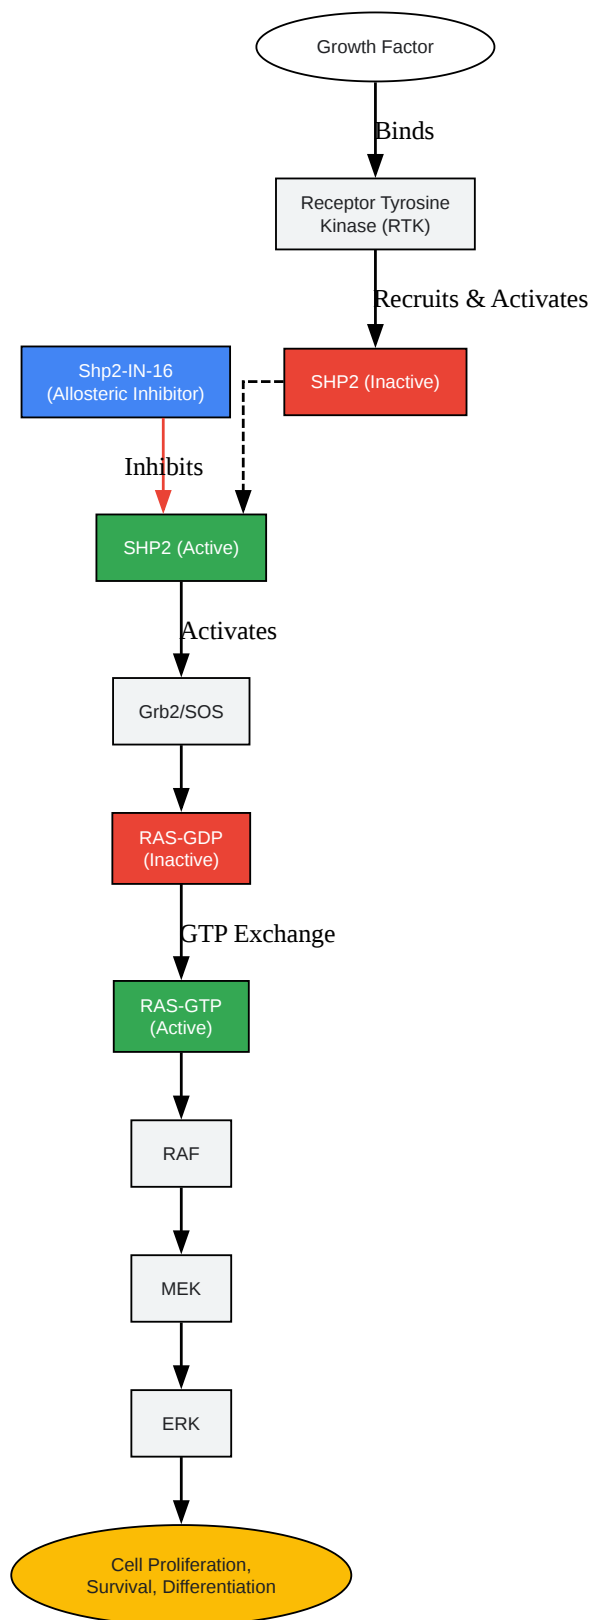 Growth Factor
Binds
Receptor Tyrosine
Kinase (RTK)
Recruits & Activates
Shp2-IN-16
(Allosteric Inhibitor)
SHP2 (Inactive)
Inhibits
SHP2 (Active)
Activates
Grb2/SOS
RAS-GDP
(Inactive)
GTP Exchange
RAS-GTP
(Active)
RAF
MEK
ERK
Cell Proliferation,
Survival, Differentiation